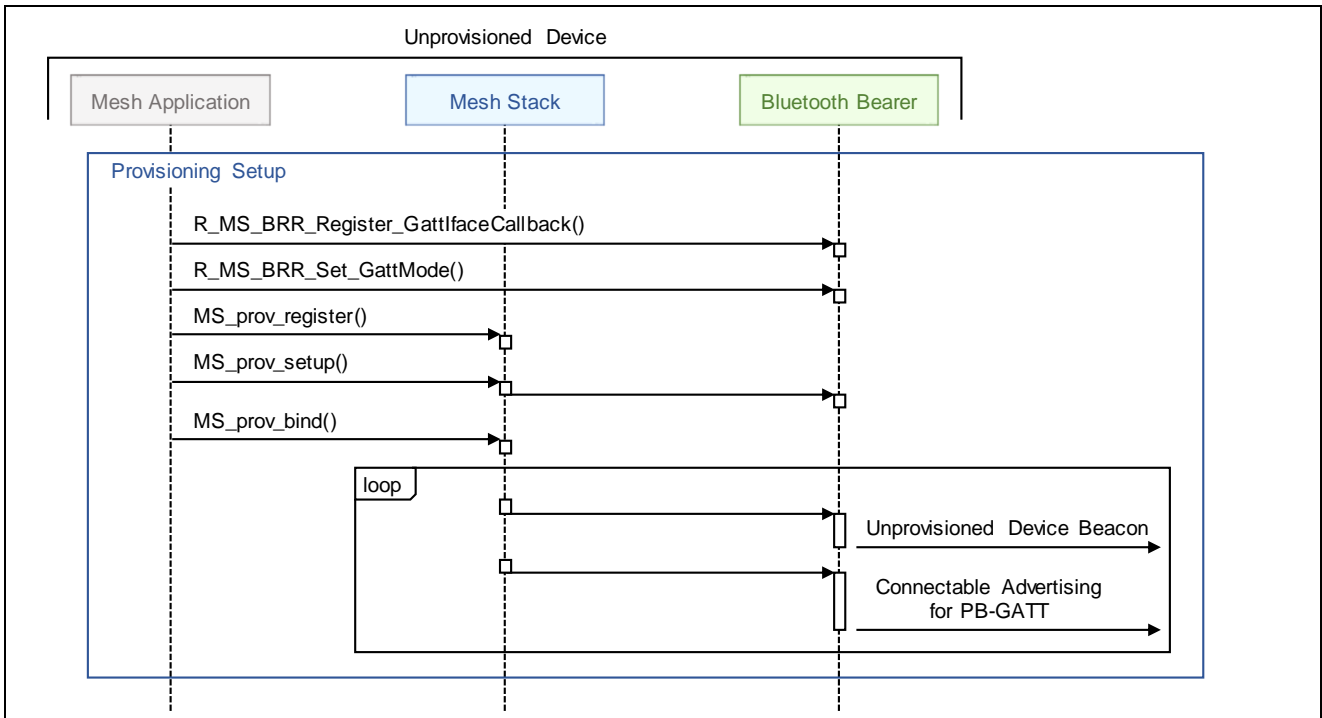 Unprovisioned Device
Mesh Application
Mesh Stack
Bluetooth Bearer
Provisioning Setup
R_MS_BRR_Register_GattIfaceCallback()
R_MS_BRR_Set_GattMode()
MS_prov_register()
MS_prov_setup()
MS_prov_bind()
loop
Unprovisioned Device Beacon
Connectable Advertising
for PB-GATT